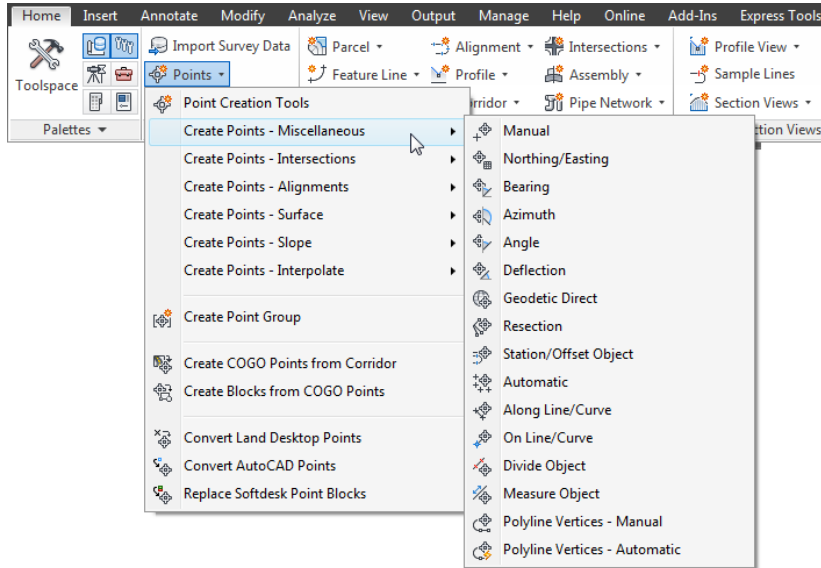 Home Insert Annotate Modify Analyze View Output Manage Help Online Add-Ins Express Tools
Import Survey Data Parcel Alignment Intersections Profile View
Points Feature Line Profile Assembly Sample Lines
Toolspace
Pipe Network Section Views
Palettes
Point Creation Tools
Create Points - Miscellaneous
Create Points - Intersections
Create Points - Alignments
Create Points - Surface
Create Points - Slope
Create Points - Interpolate
Create Point Group
Create COGO Points from Corridor
Create Blocks from COGO Points
Convert Land Desktop Points
Convert AutoCAD Points
Replace Softdesk Point Blocks
Manual
Northing/Easting
Bearing
Azimuth
Angle
Deflection
Geodetic Direct
Resection
Station/Offset Object
Automatic
Along Line/Curve
On Line/Curve
Divide Object
Measure Object
Polyline Vertices - Manual
Polyline Vertices - Automatic